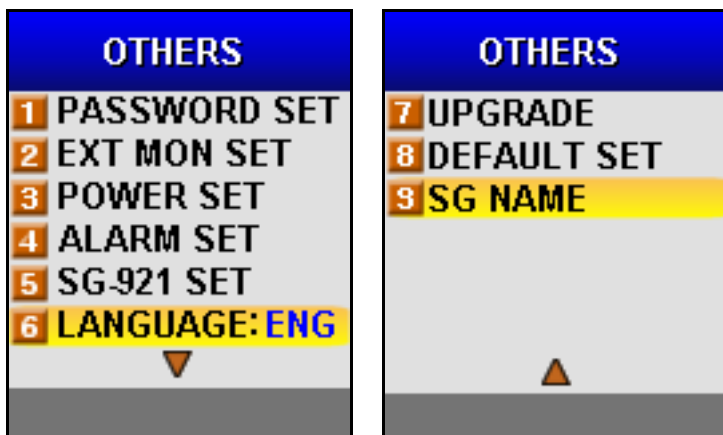 OTHERS
1 PASSWORD SET
2 EXT MON SET
3 POWER SET
4 ALARM SET
5 SG-921 SET
6 LANGUAGE: ENG
OTHERS
7 UPGRADE
8 DEFAULT SET
9 SG NAME